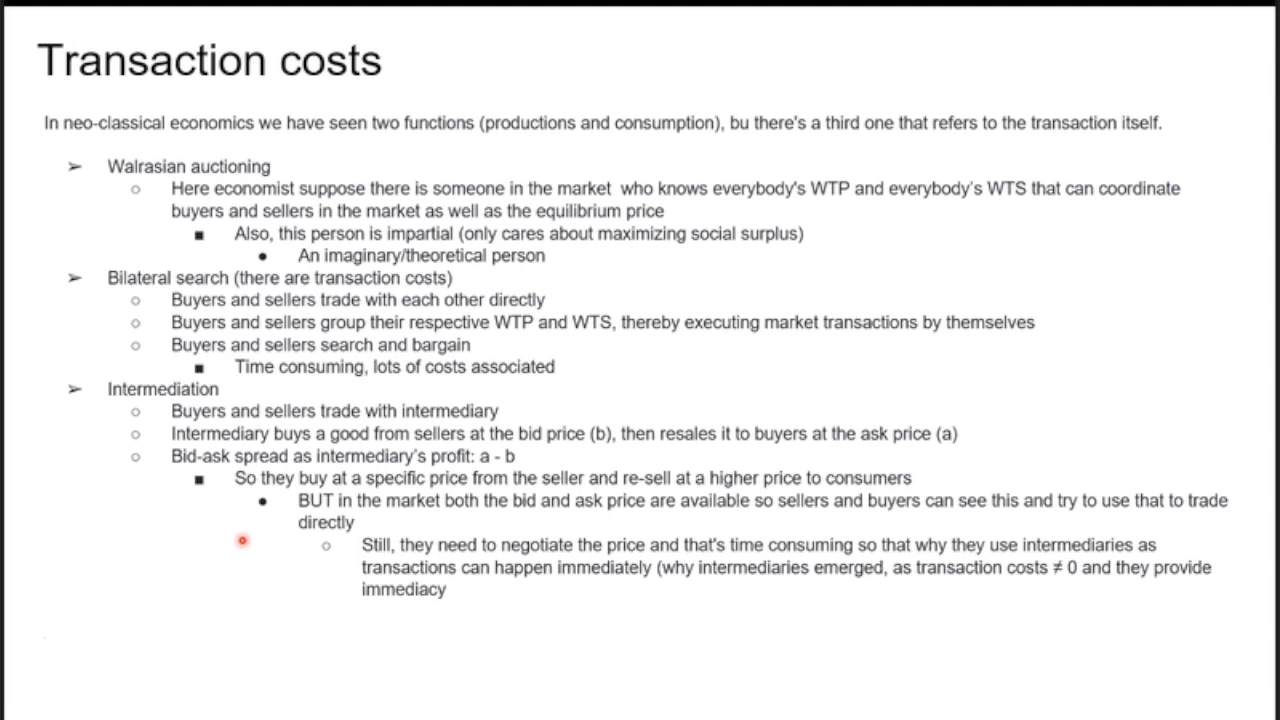 Transaction costs
In neo-classical economics we have seen two functions (productions and consumption), bu there's a third one that refers to the transaction itself.
➢ Walrasian auctioning
○ Here economist suppose there is someone in the market who knows everybody's WTP and everybody's WTS that can coordinate
buyers and sellers in the market as well as the equilibrium price
■ Also, this person is impartial (only cares about maximizing social surplus)
● An imaginary/theoretical person
➢ Bilateral search (there are transaction costs)
○ Buyers and sellers trade with each other directly
○ Buyers and sellers group their respective WTP and WTS, thereby executing market transactions by themselves
○ Buyers and sellers search and bargain
■ Time consuming, lots of costs associated
➢ Intermediation
○ Buyers and sellers trade with intermediary
○ Intermediary buys a good from sellers at the bid price (b), then resales it to buyers at the ask price (a)
○ Bid-ask spread as intermediary's profit: a - b
■ So they buy at a specific price from the seller and re-sell at a higher price to consumers
● BUT in the market both the bid and ask price are available so sellers and buyers can see this and try to use that to trade
directly
○ Still, they need to negotiate the price and that's time consuming so that why they use intermediaries as
transactions can happen immediately (why intermediaries emerged, as transaction costs ≠ 0 and they provide
immediacy